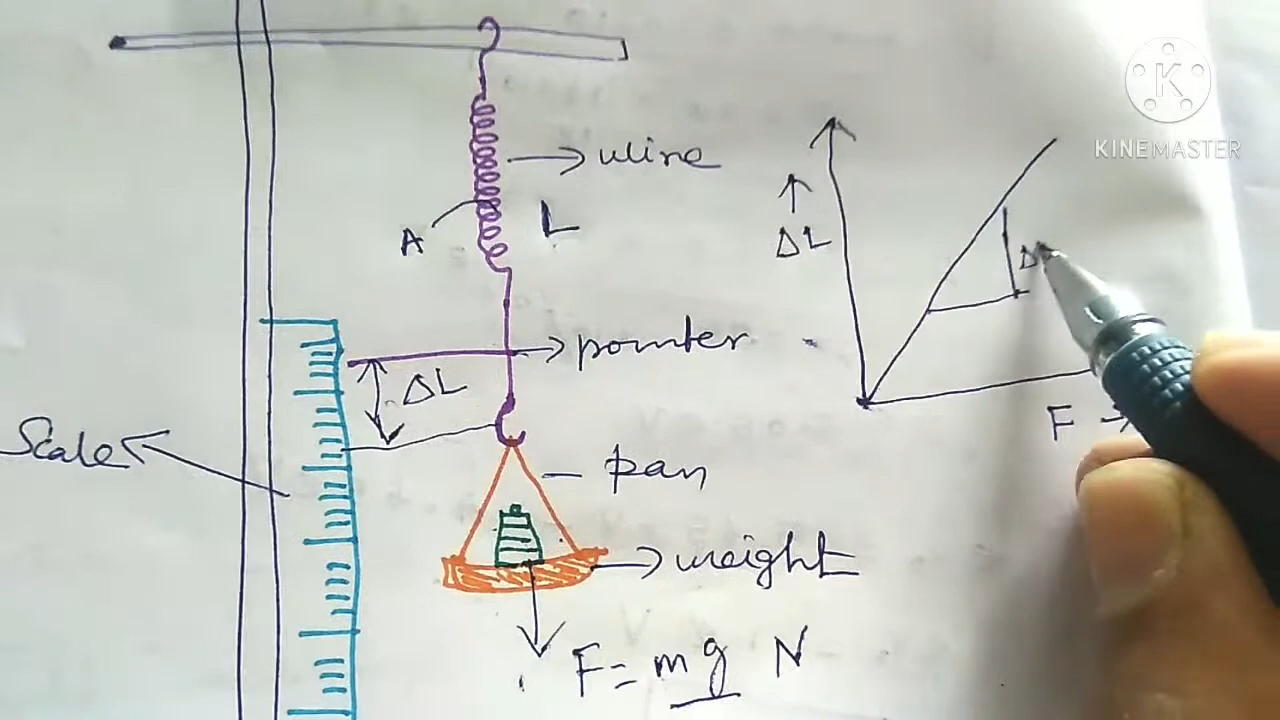 K
KINEMASTER
wire
A
L
ΔL
pointer
ΔL
Scale
F →
pan
weight
F = mg N
Δ